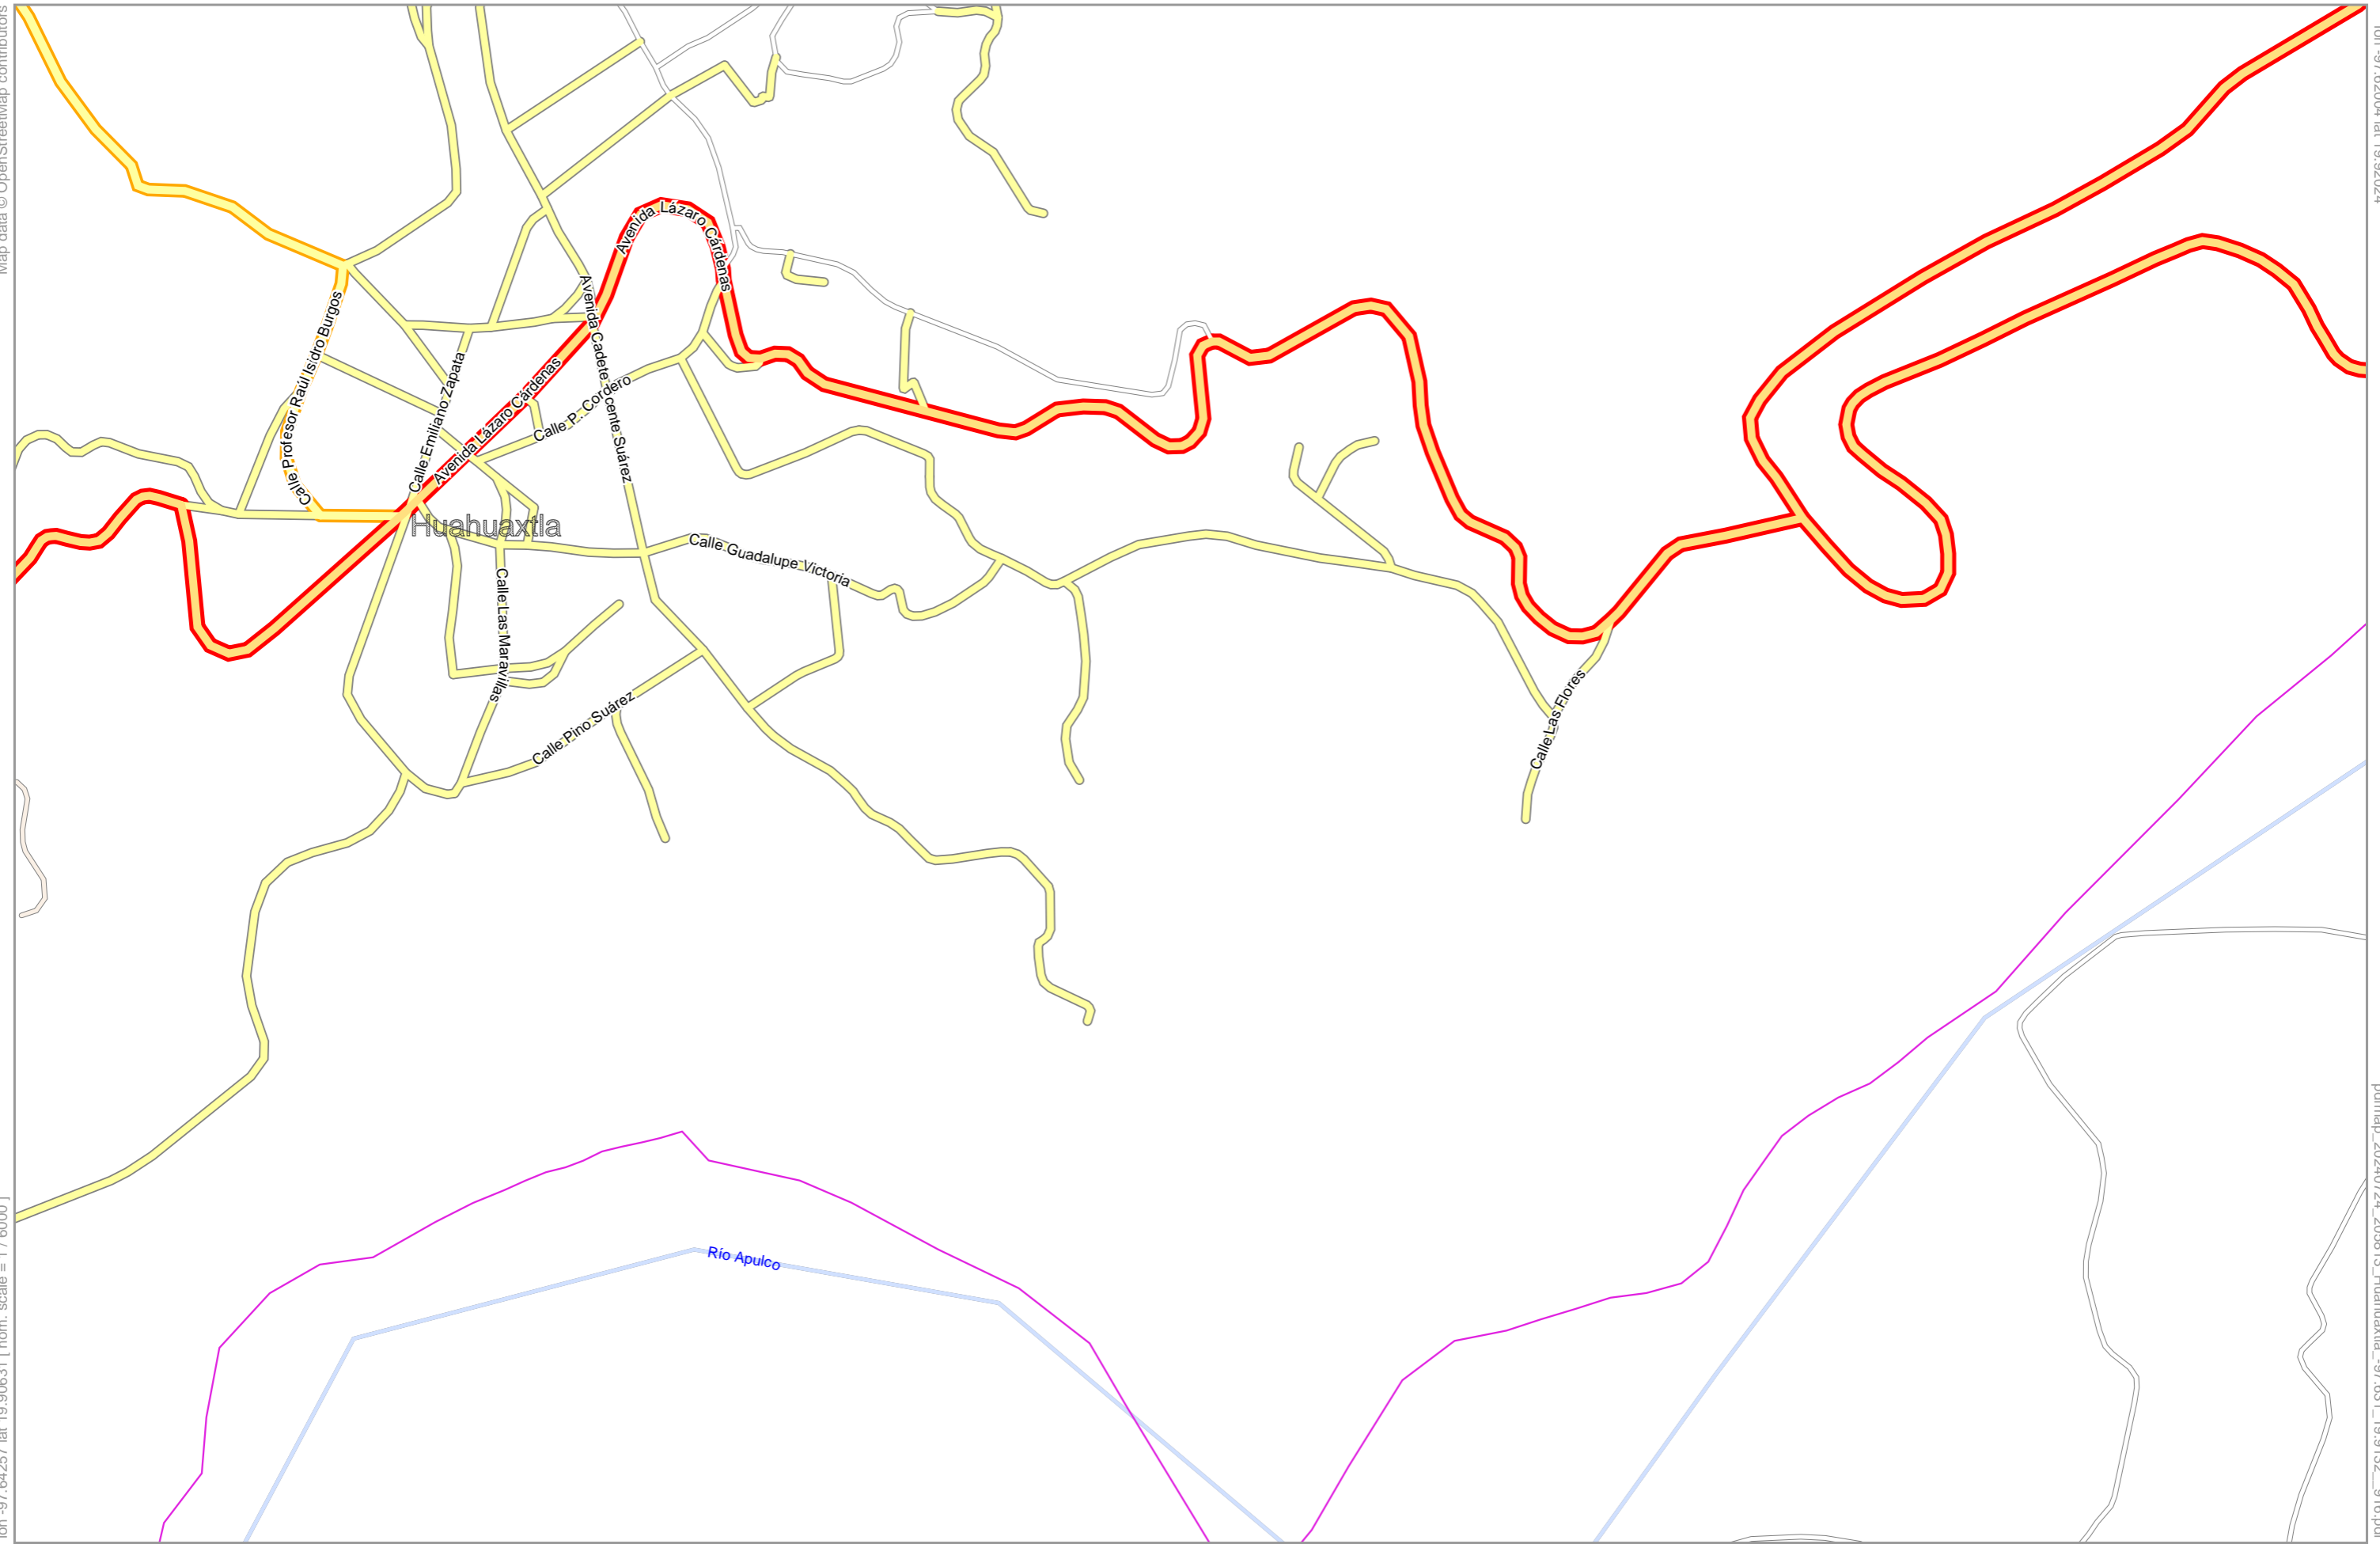 Map data © OpenStreetMap contributors
Avenida Lázaro Cárdenas
Calle Profesor Raúl Isidro Burgos
Calle Emiliano Zapata
Avenida Lázaro Cárdenas
Avenida Cadete
cente Suárez
Calle P. Cordero
Huahuaxtla
Calle Guadalupe Victoria
Calle Las Maravillas
Calle Pino Suárez
Calle Las Flores
Río Apulco